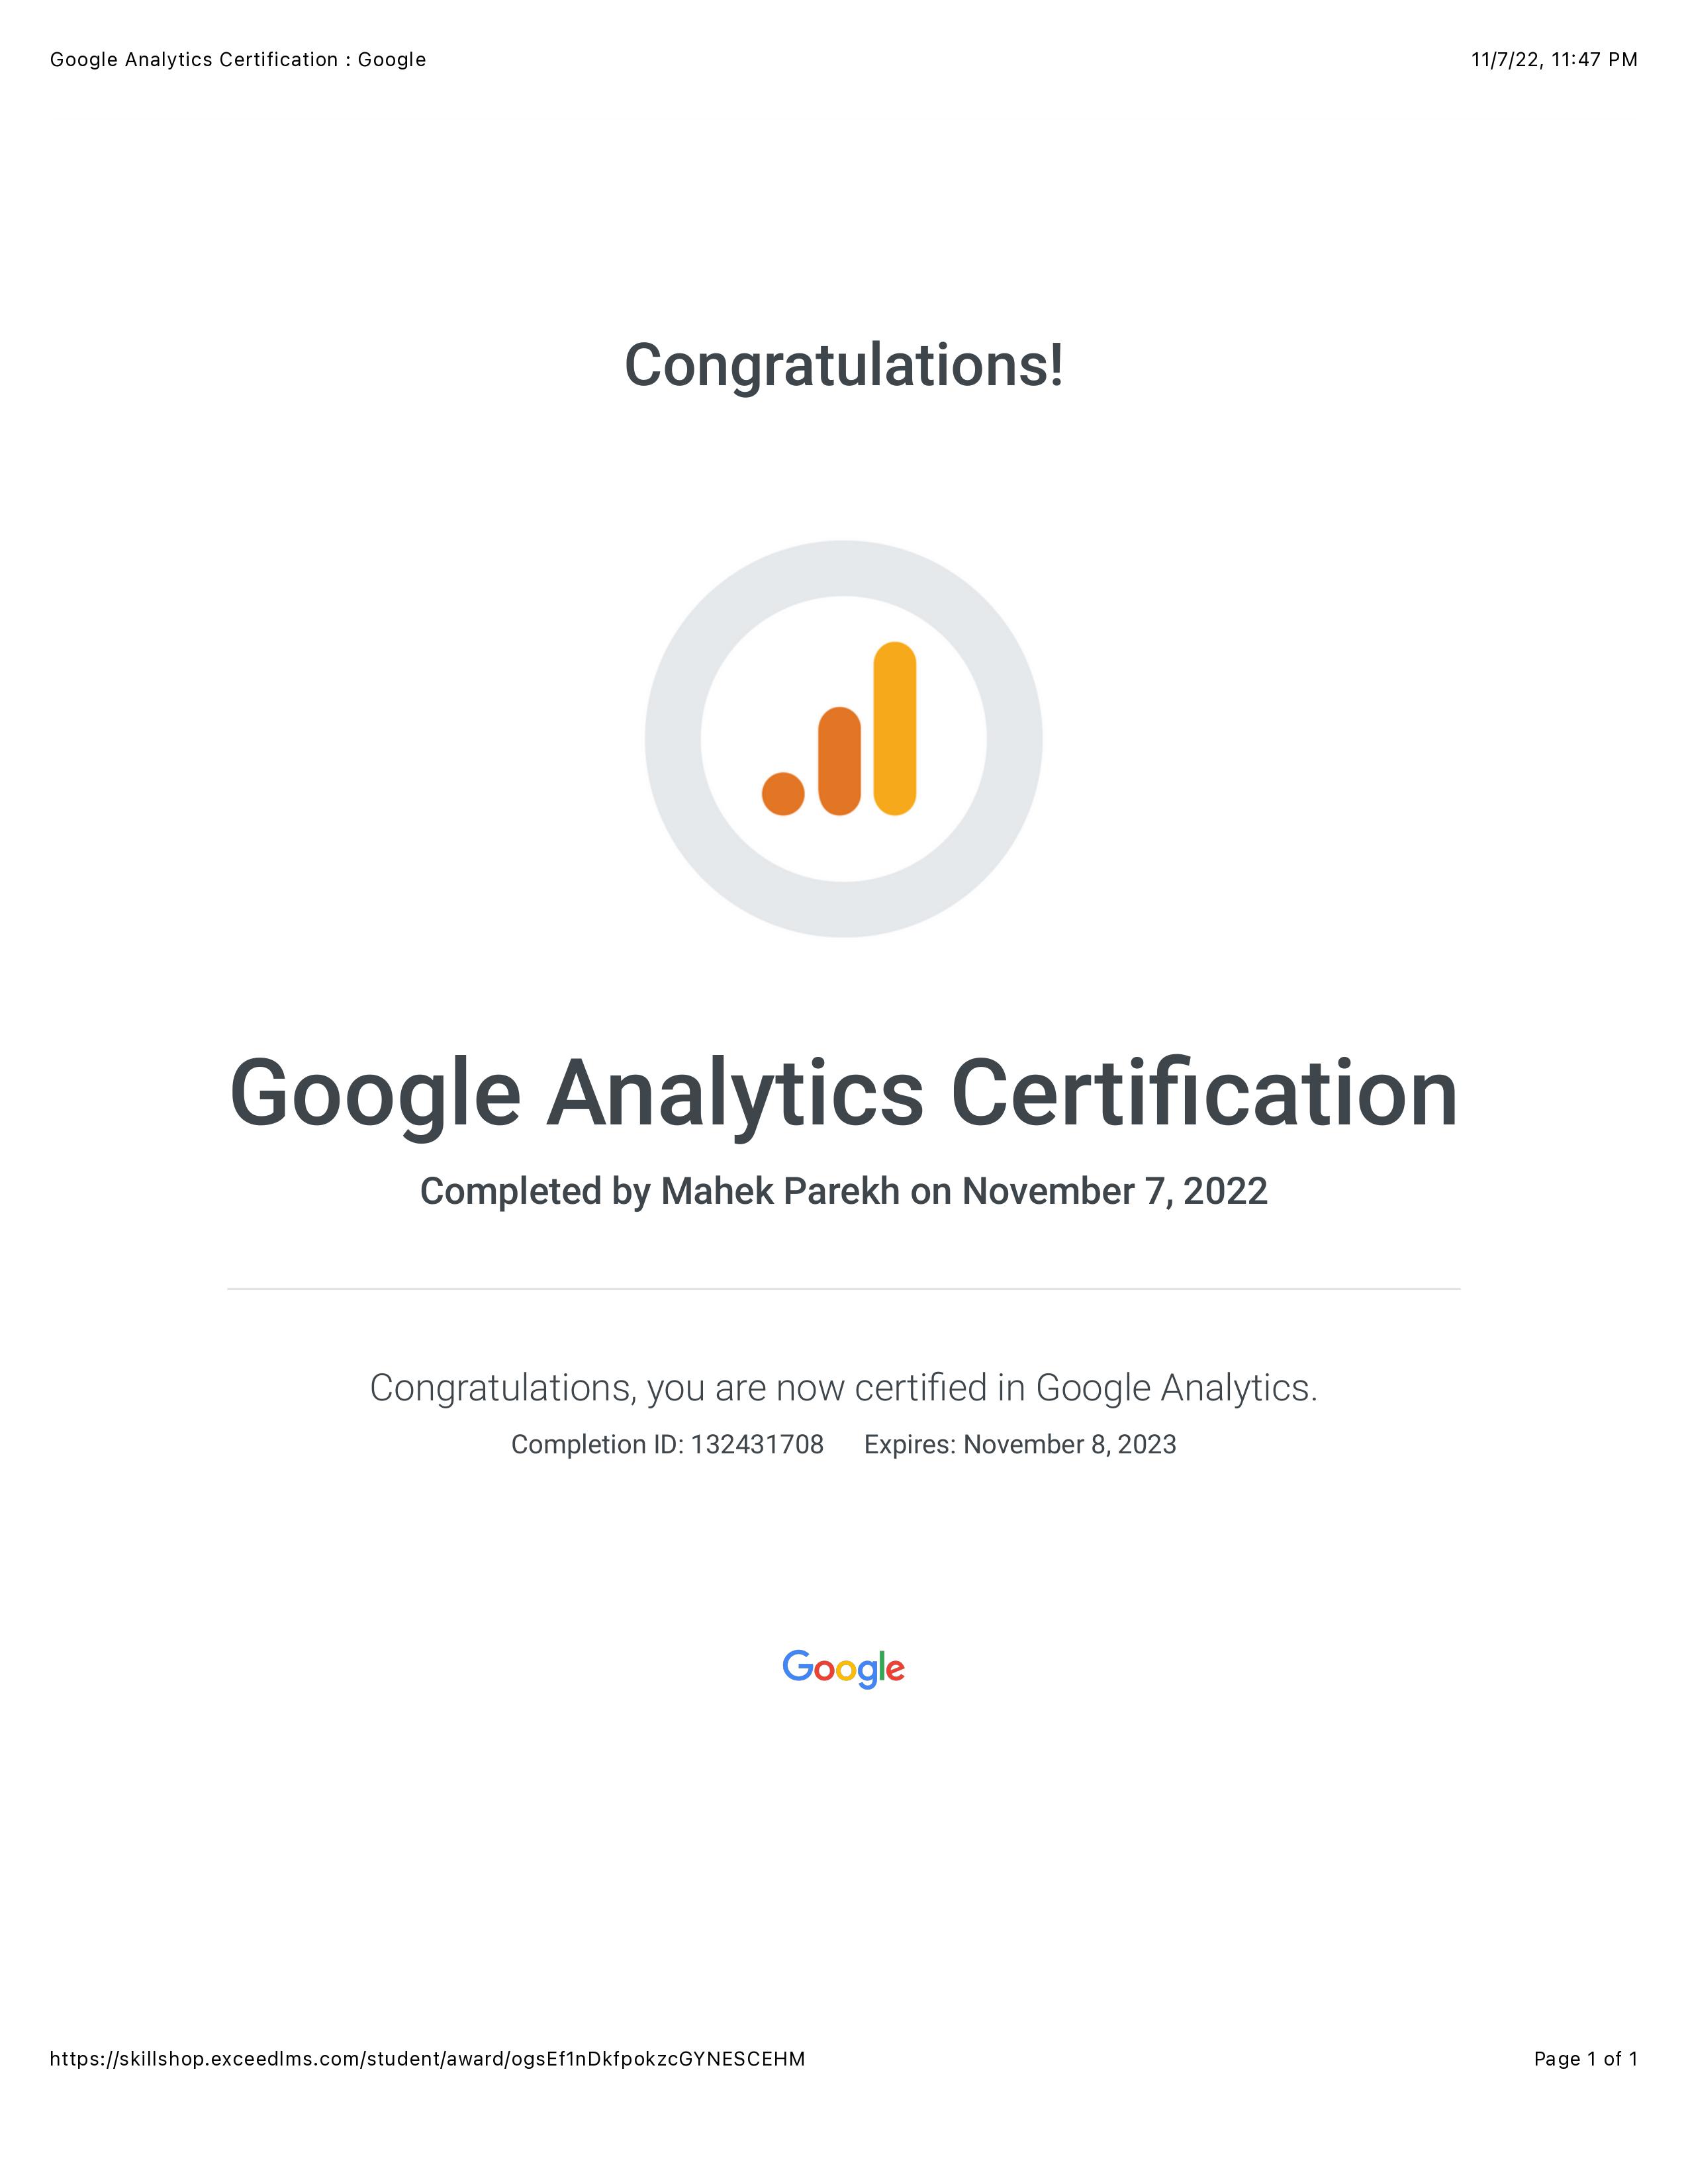 Google Analytics Certification : Google
11/7/22, 11:47 PM
Congratulations!
Google Analytics Certification
Completed by Mahek Parekh on November 7, 2022
Congratulations, you are now certified in Google Analytics.
Completion ID: 132431708 Expires: November 8, 2023
Google
https://skillshop.exceedlms.com/student/award/ogsEf1nDkfpokzcGYNESCEHM
Page 1 of 1